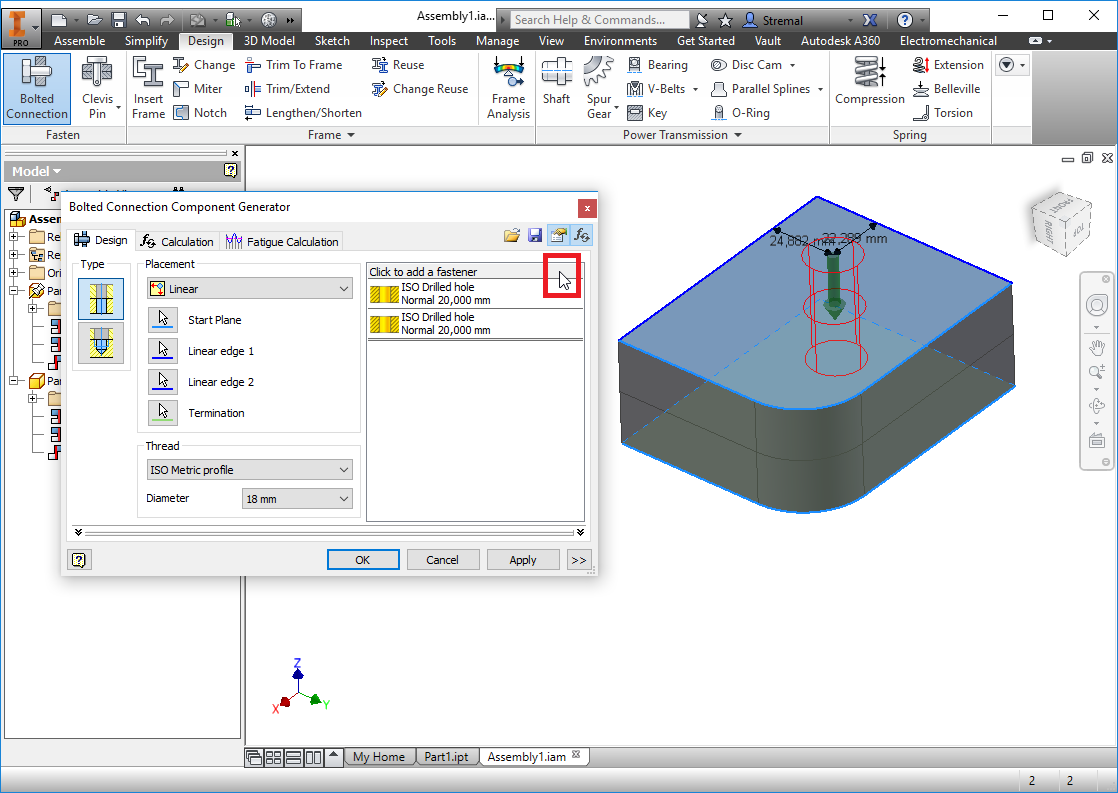 PRO
Assembly1.ia...
Search Help & Commands...
Stremal
Assemble
Simplify
Design
3D Model
Sketch
Inspect
Tools
Manage
View
Environments
Get Started
Vault
Autodesk A360
Electromechanical
Bolted
Connection
Clevis
Pin
Insert
Frame
Change
Miter
Notch
Trim To Frame
Trim/Extend
Lengthen/Shorten
Reuse
Change Reuse
Frame
Analysis
Shaft
Spur
Gear
Bearing
V-Belts
Key
Disc Cam
Parallel Splines
O-Ring
Compression
Extension
Belleville
Torsion
Fasten
Frame
Power Transmission
Spring
Model
Assen
Re
Re
Ori
Par
Par
Bolted Connection Component Generator
Design
Calculation
Fatigue Calculation
Type
Placement
Linear
Start Plane
Linear edge 1
Linear edge 2
Termination
Thread
ISO Metric profile
Diameter
18 mm
Click to add a fastener
ISO Drilled hole
Normal 20,000 mm
ISO Drilled hole
Normal 20,000 mm
OK
Cancel
Apply
>>
24,882 mm
FRONT
RIGHT
TOP
Z
X
Y
My Home
Part1.ipt
Assembly1.iam
2
2